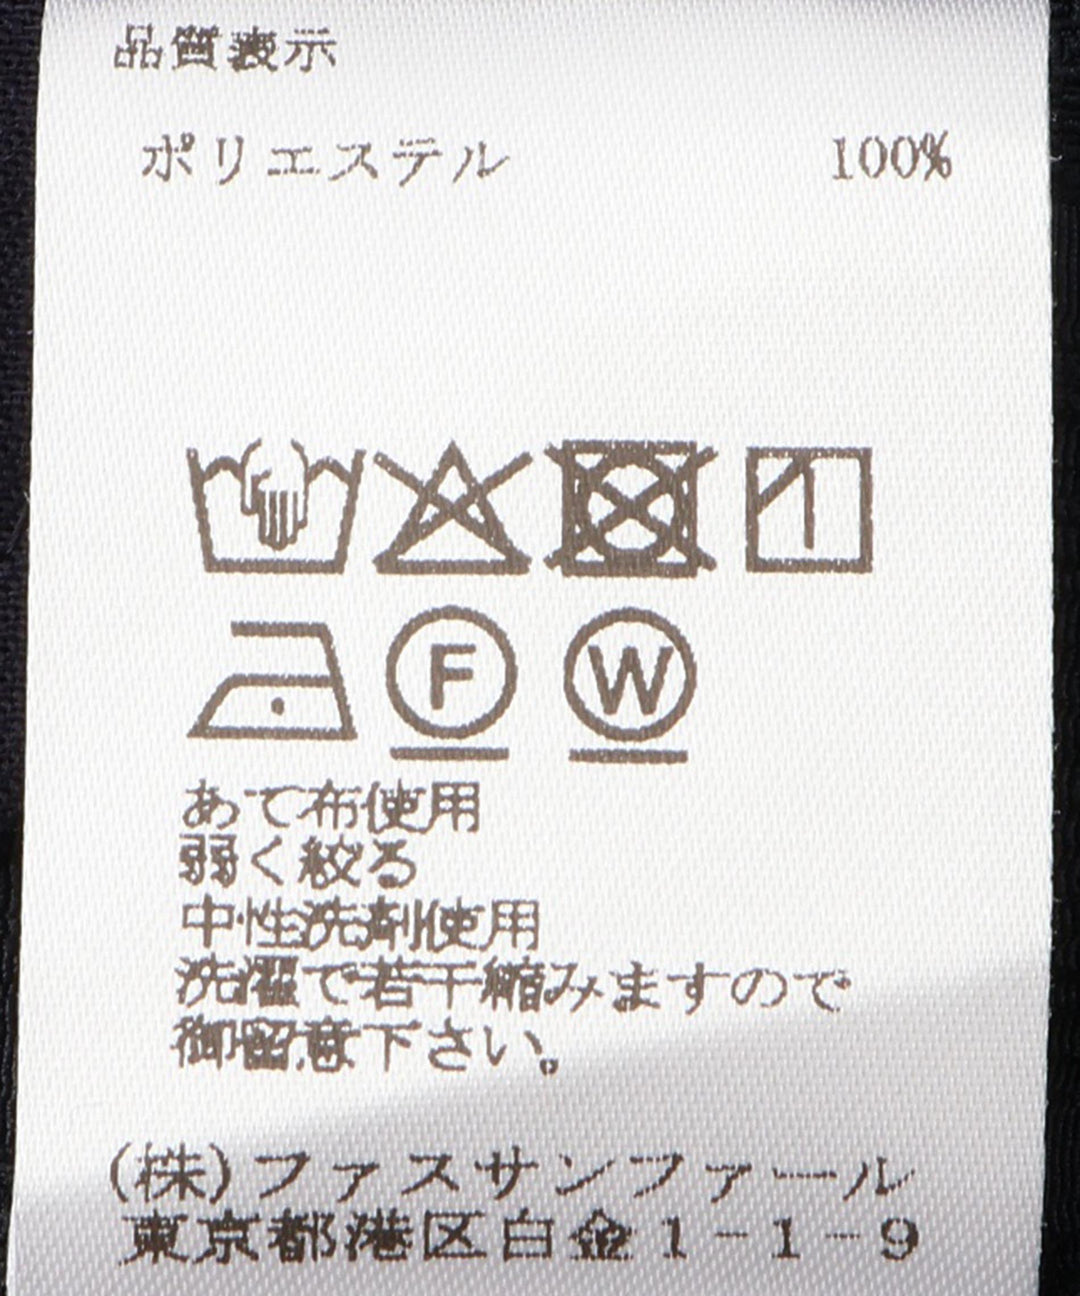 品質表示
ポリエステル 100%
F W
あて布使用
弱く絞る
中性洗剤使用
洗濯で若干縮みますので
御留意下さい。
(株)ファスサンファール
東京都港区白金1-1-9